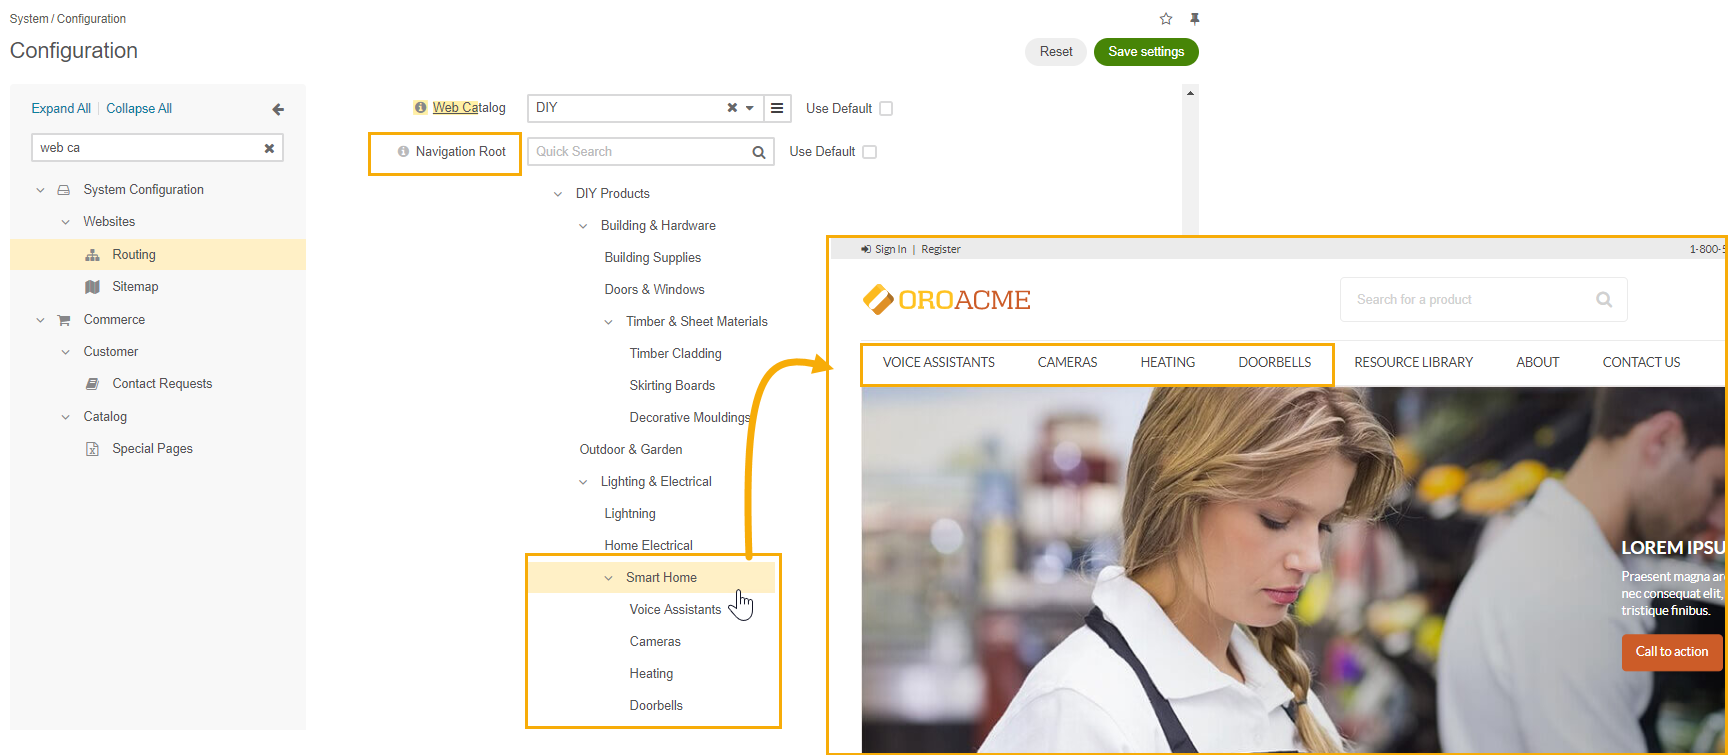 System / Configuration
Configuration
Reset
Save settings
Expand All | Collapse All
web ca
System Configuration
Websites
Routing
Sitemap
Commerce
Customer
Contact Requests
Catalog
Special Pages
Web Catalog
DIY
Use Default
Navigation Root
Quick Search
Use Default
DIY Products
Building & Hardware
Building Supplies
Doors & Windows
Timber & Sheet Materials
Timber Cladding
Skirting Boards
Decorative Mouldings
Outdoor & Garden
Lighting & Electrical
Lightning
Home Electrical
Smart Home
Voice Assistants
Cameras
Heating
Doorbells
Sign In | Register
1-800-5
OROACME
Search for a product
VOICE ASSISTANTS CAMERAS HEATING DOORBELLS RESOURCE LIBRARY ABOUT CONTACT US
LOREM IPSU
Praesent magna ar
nec consequat elit,
tristique finibus.
Call to action